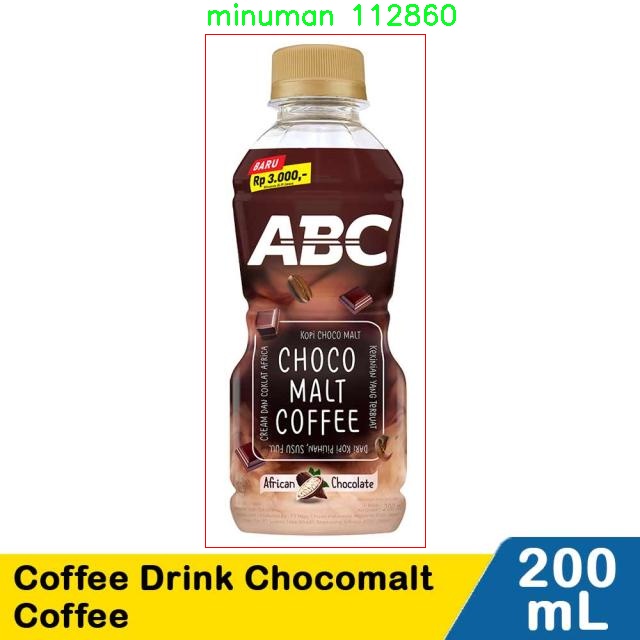 minuman 112860
BARU
Rp 3.000,-
ABC
KOPI CHOCO MALT
CHOCO
MALT
COFFEE
KEKINIAN YANG TERBUAT
DARI KOPI PILIHAN, SUSU FULL
CREAM DAN COKLAT AFRICA
African Chocolate
Coffee Drink Chocomalt
Coffee
200
mL